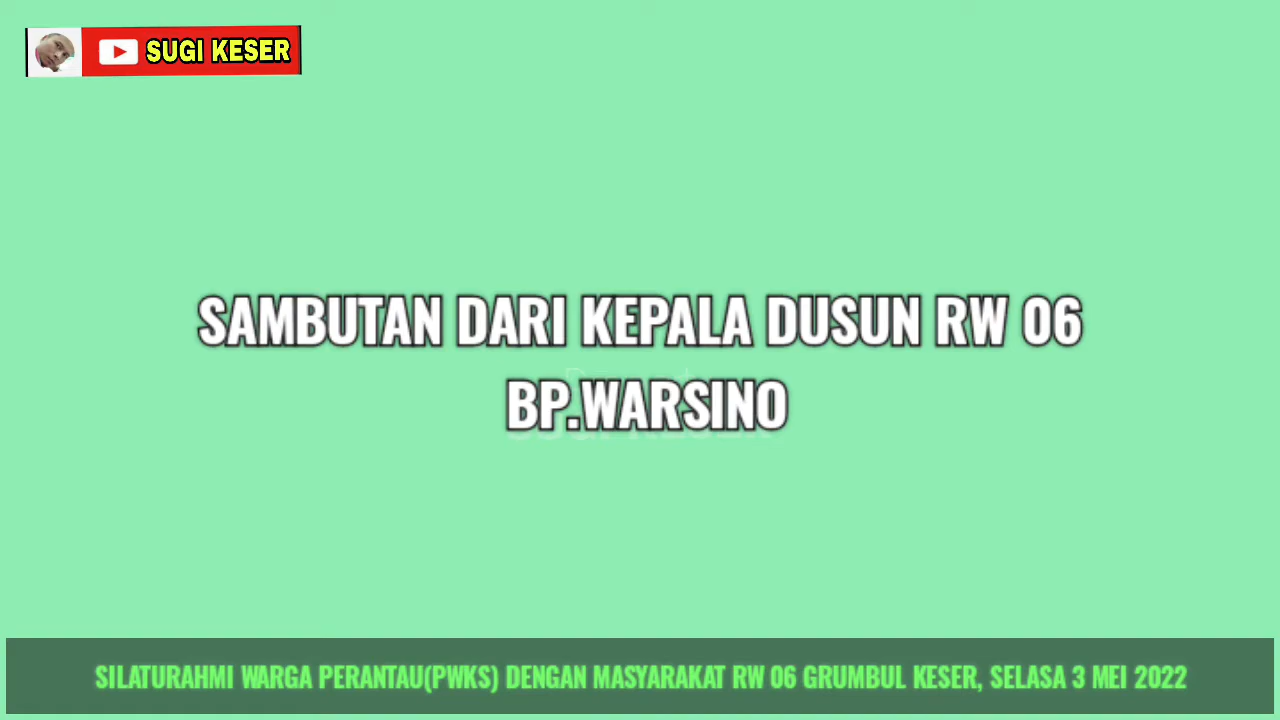 SUGI KESER
SAMBUTAN DARI KEPALA DUSUN RW 06
BP.WARSINO
SILATURAHMI WARGA PERANTAU(PWKS) DENGAN MASYARAKAT RW 06 GRUMBUL KESER, SELASA 3 MEI 2022